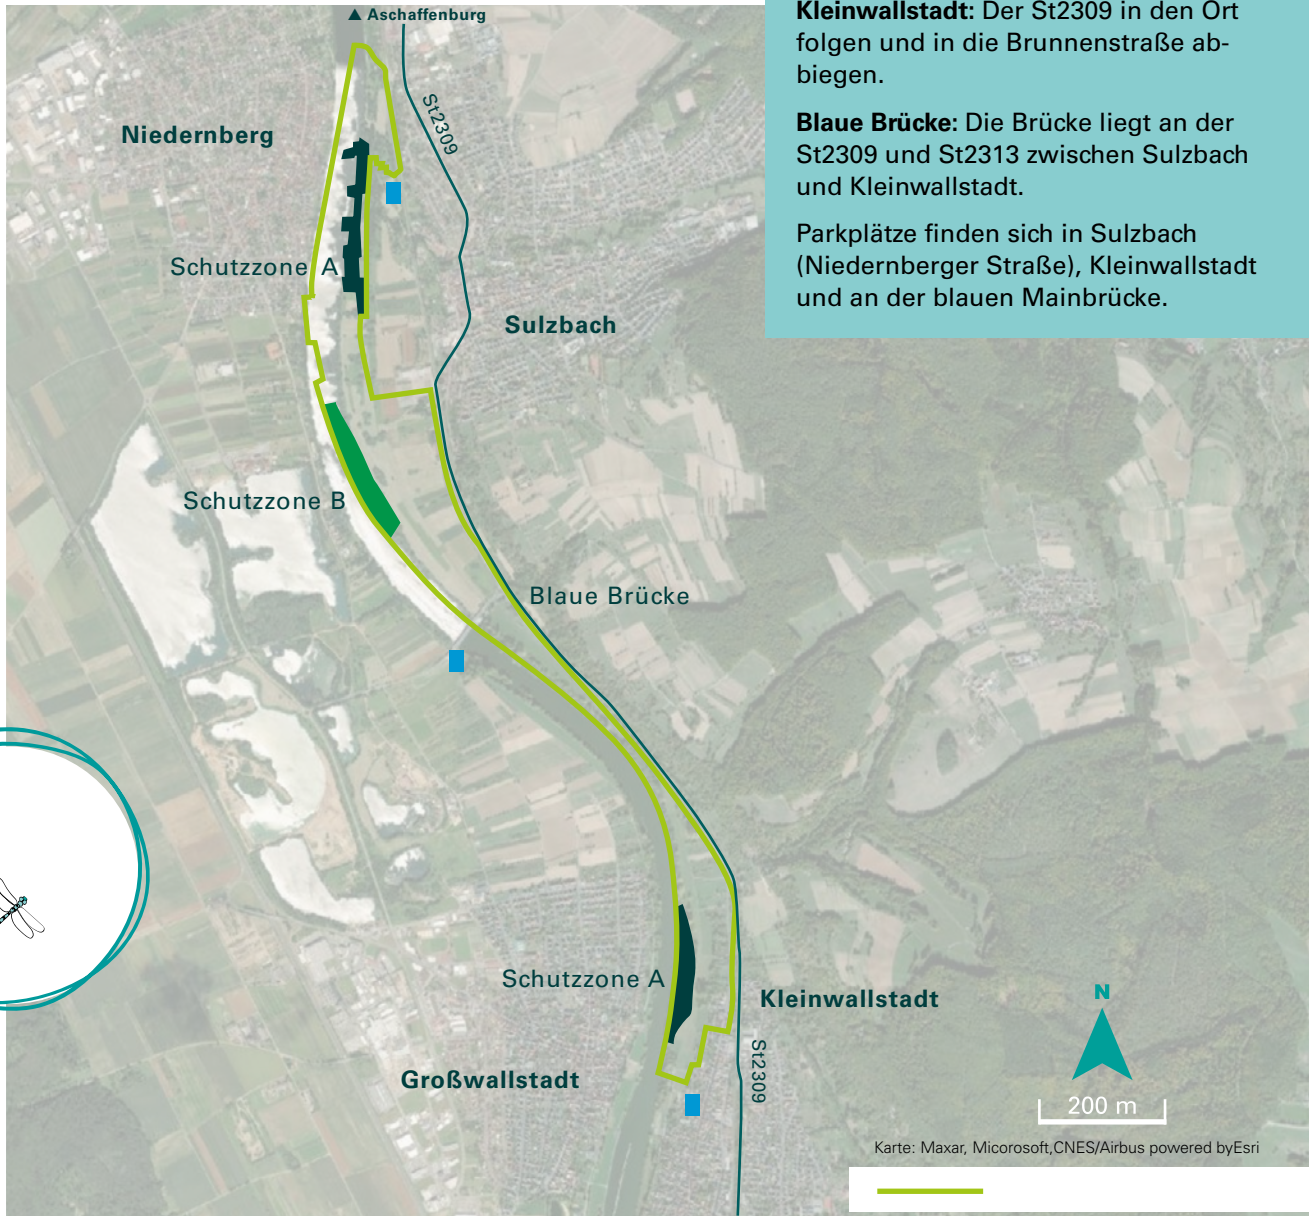 ▲ Aschaffenburg
Kleinwallstadt: Der St2309 in den Ort
folgen und in die Brunnenstraße ab-
biegen.
Blaue Brücke: Die Brücke liegt an der
St2309 und St2313 zwischen Sulzbach
und Kleinwallstadt.
Parkplätze finden sich in Sulzbach
(Niedernberger Straße), Kleinwallstadt
und an der blauen Mainbrücke.
St2309
Niedernberg
Schutzzone A
Sulzbach
Schutzzone B
Blaue Brücke
Schutzzone A
Kleinwallstadt
N
St2309
Großwallstadt
200 m
Karte: Maxar, Micorosoft,CNES/Airbus powered byEsri